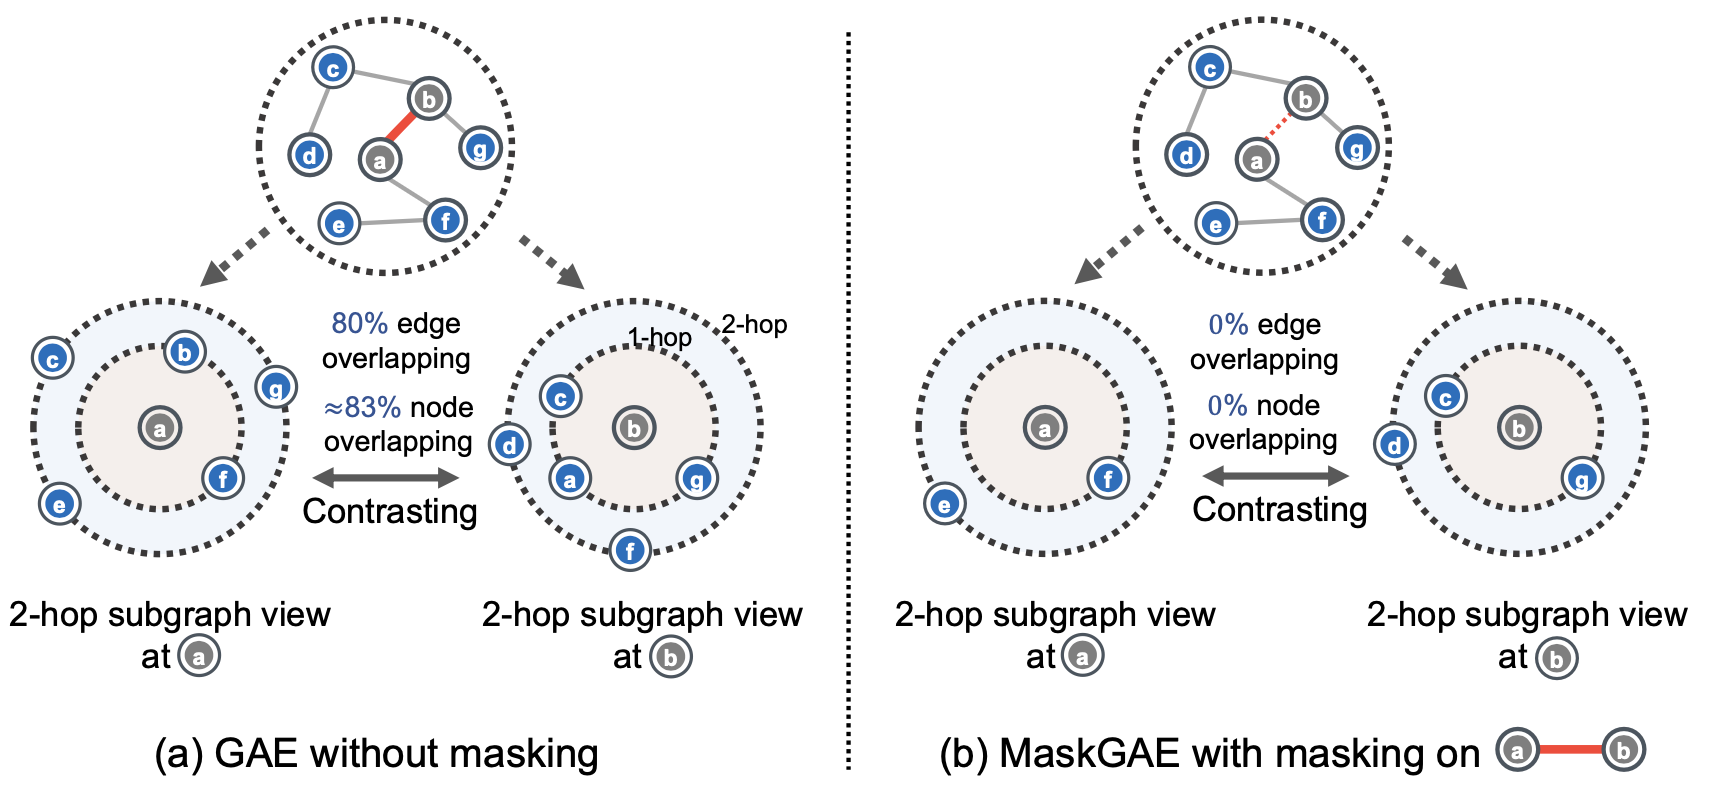 c
b
d
a
g
e
f
c
b
d
a
g
e
f
80% edge
overlapping
≈83% node
overlapping
Contrasting
c
b
g
a
f
e
1-hop
2-hop
c
d
b
a
g
f
0% edge
overlapping
0% node
overlapping
Contrasting
a
f
e
c
d
b
g
2-hop subgraph view
at a
2-hop subgraph view
at b
2-hop subgraph view
at a
2-hop subgraph view
at b
(a) GAE without masking
(b) MaskGAE with masking on a b